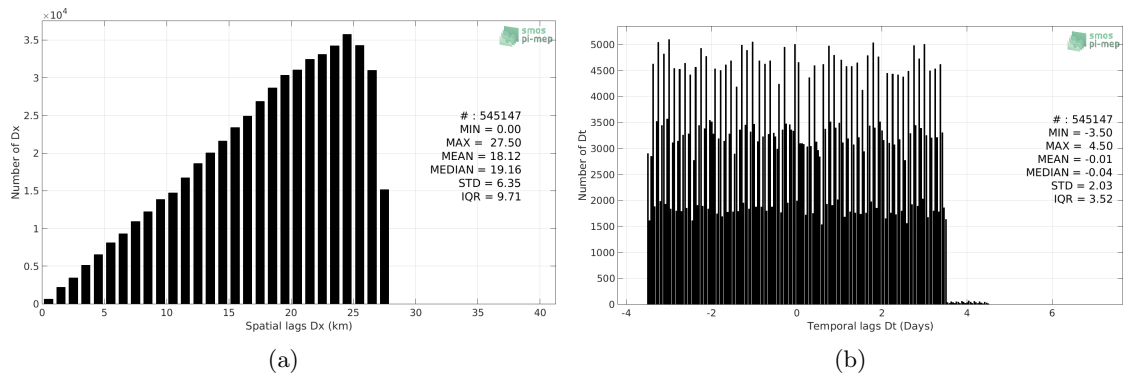 ×10⁴
3.5
3
2.5
2
1.5
1
0.5
0
Number of Dx
0
5
10
15
20
25
30
35
40
Spatial lags Dx (km)
smos
pi-mep
# : 545147
MIN = 0.00
MAX = 27.50
MEAN = 18.12
MEDIAN = 19.16
STD = 6.35
IQR = 9.71
(a)
5000
4500
4000
3500
3000
2500
2000
1500
1000
500
0
Number of Dt
-4
-2
0
2
4
6
Temporal lags Dt (Days)
smos
pi-mep
# : 545147
MIN = -3.50
MAX = 4.50
MEAN = -0.01
MEDIAN = -0.04
STD = 2.03
IQR = 3.52
(b)